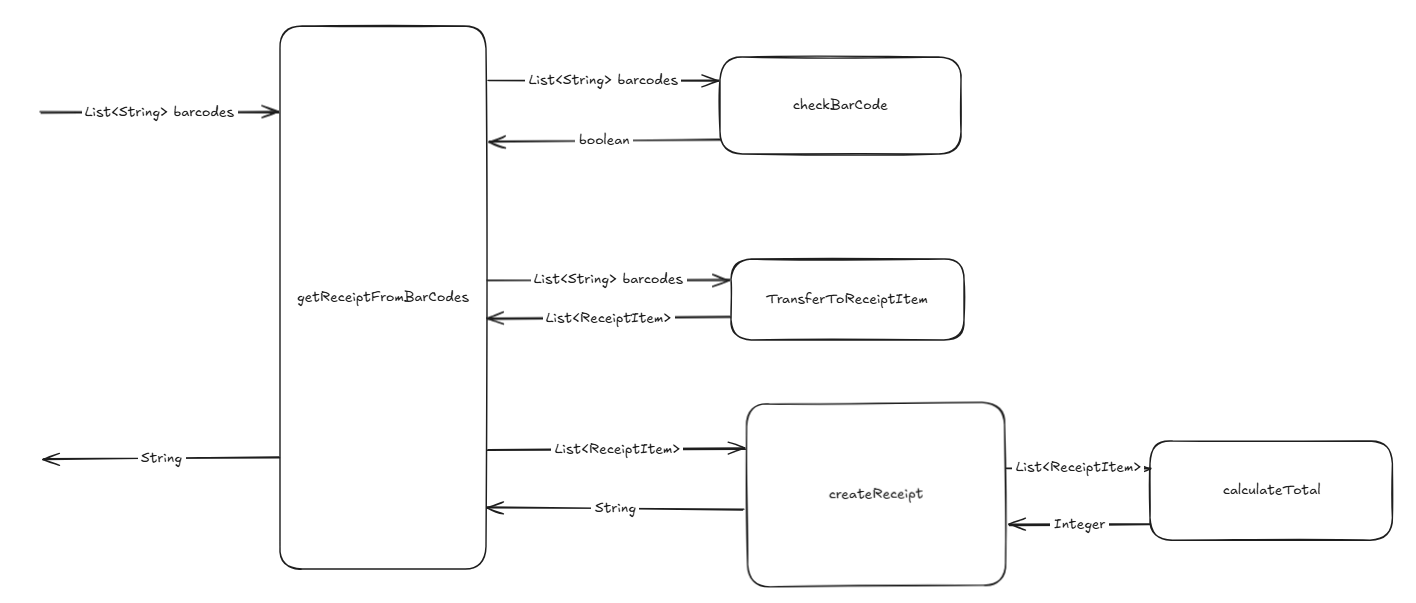 List<String> barcodes
checkBarCode
List<String> barcodes
boolean
List<String> barcodes
getReceiptFromBarCodes
TransferToReceiptItem
List<ReceiptItem>
List<ReceiptItem>
String
createReceipt
List<ReceiptItem>
calculateTotal
String
Integer